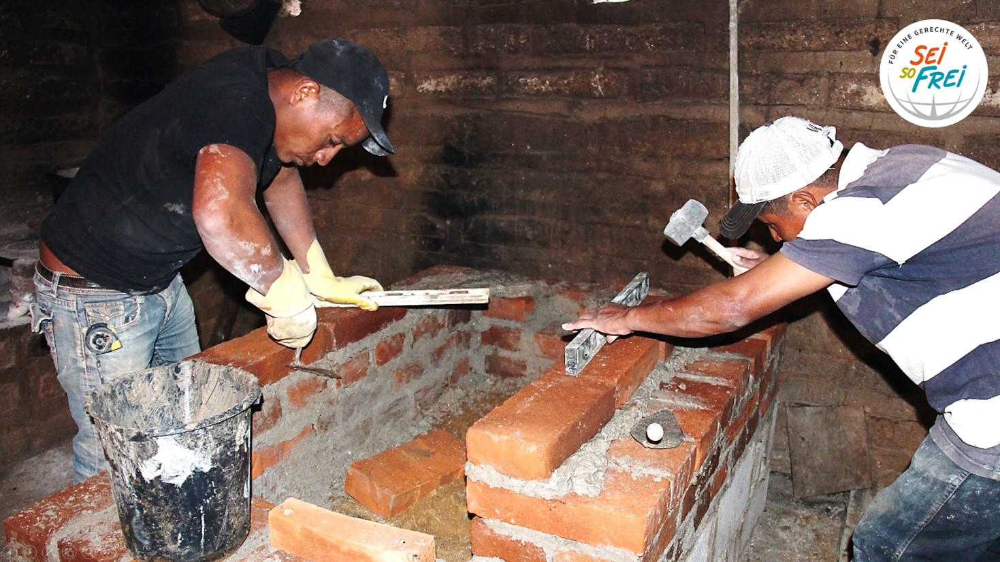 FÜR EINE GERECHTE WELT
SEi
SO
FREi